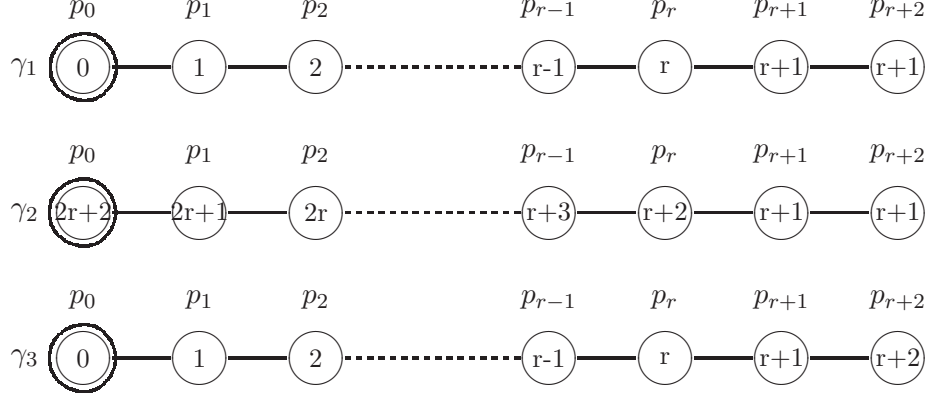 p₀ p₁ p₂ pᵣ₋₁ pᵣ pᵣ₊₁ pᵣ₊₂
γ₁ 0 1 2 r-1 r r+1 r+1
p₀ p₁ p₂ pᵣ₋₁ pᵣ pᵣ₊₁ pᵣ₊₂
γ₂ 2r+2 2r+1 2r r+3 r+2 r+1 r+1
p₀ p₁ p₂ pᵣ₋₁ pᵣ pᵣ₊₁ pᵣ₊₂
γ₃ 0 1 2 r-1 r r+1 r+2